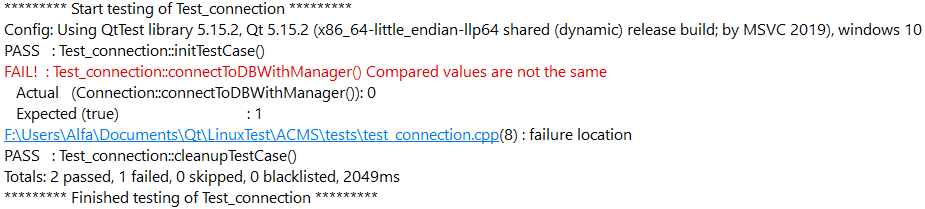 ********* Start testing of Test_connection *********
Config: Using QtTest library 5.15.2, Qt 5.15.2 (x86_64-little_endian-llp64 shared (dynamic) release build; by MSVC 2019), windows 10
PASS   : Test_connection::initTestCase()
FAIL!  : Test_connection::connectToDBWithManager() Compared values are not the same
   Actual   (Connection::connectToDBWithManager()): 0
   Expected (true)                                : 1
F:\Users\Alfa\Documents\Qt\LinuxTest\ACMS\tests\test_connection.cpp(8) : failure location
PASS   : Test_connection::cleanupTestCase()
Totals: 2 passed, 1 failed, 0 skipped, 0 blacklisted, 2049ms
********* Finished testing of Test_connection *********